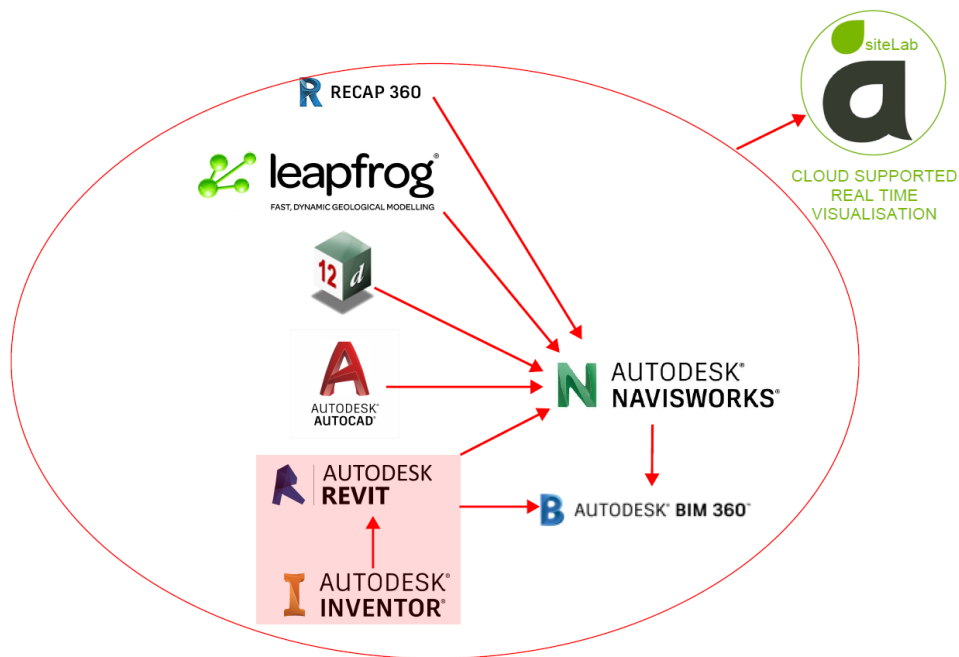 siteLab
a
CLOUD SUPPORTED
REAL TIME
VISUALISATION
R RECAP 360
leapfrog®
FAST, DYNAMIC GEOLOGICAL MODELLING
12 d
A
AUTODESK®
AUTOCAD®
N AUTODESK®
NAVISWORKS®
R AUTODESK
REVIT
B AUTODESK® BIM 360™
I AUTODESK®
INVENTOR®